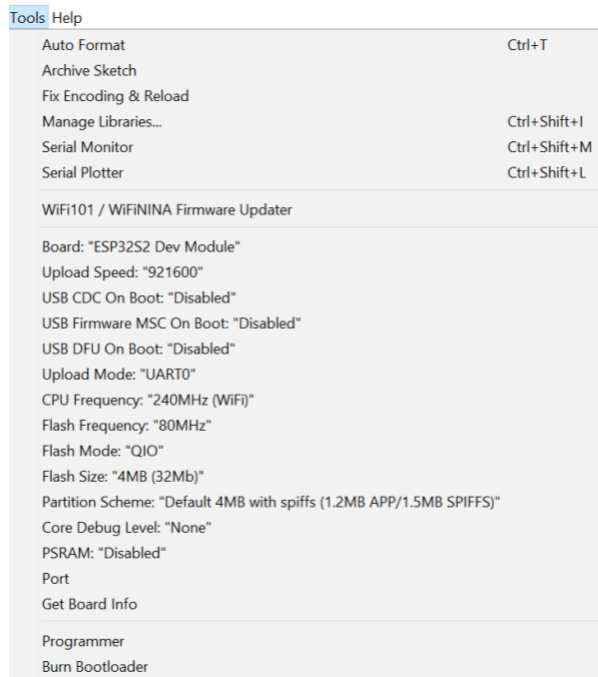 Tools Help
Auto Format Ctrl+T
Archive Sketch
Fix Encoding & Reload
Manage Libraries... Ctrl+Shift+I
Serial Monitor Ctrl+Shift+M
Serial Plotter Ctrl+Shift+L
WiFi101 / WiFiNINA Firmware Updater
Board: "ESP32S2 Dev Module"
Upload Speed: "921600"
USB CDC On Boot: "Disabled"
USB Firmware MSC On Boot: "Disabled"
USB DFU On Boot: "Disabled"
Upload Mode: "UART0"
CPU Frequency: "240MHz (WiFi)"
Flash Frequency: "80MHz"
Flash Mode: "QIO"
Flash Size: "4MB (32Mb)"
Partition Scheme: "Default 4MB with spiffs (1.2MB APP/1.5MB SPIFFS)"
Core Debug Level: "None"
PSRAM: "Disabled"
Port
Get Board Info
Programmer
Burn Bootloader